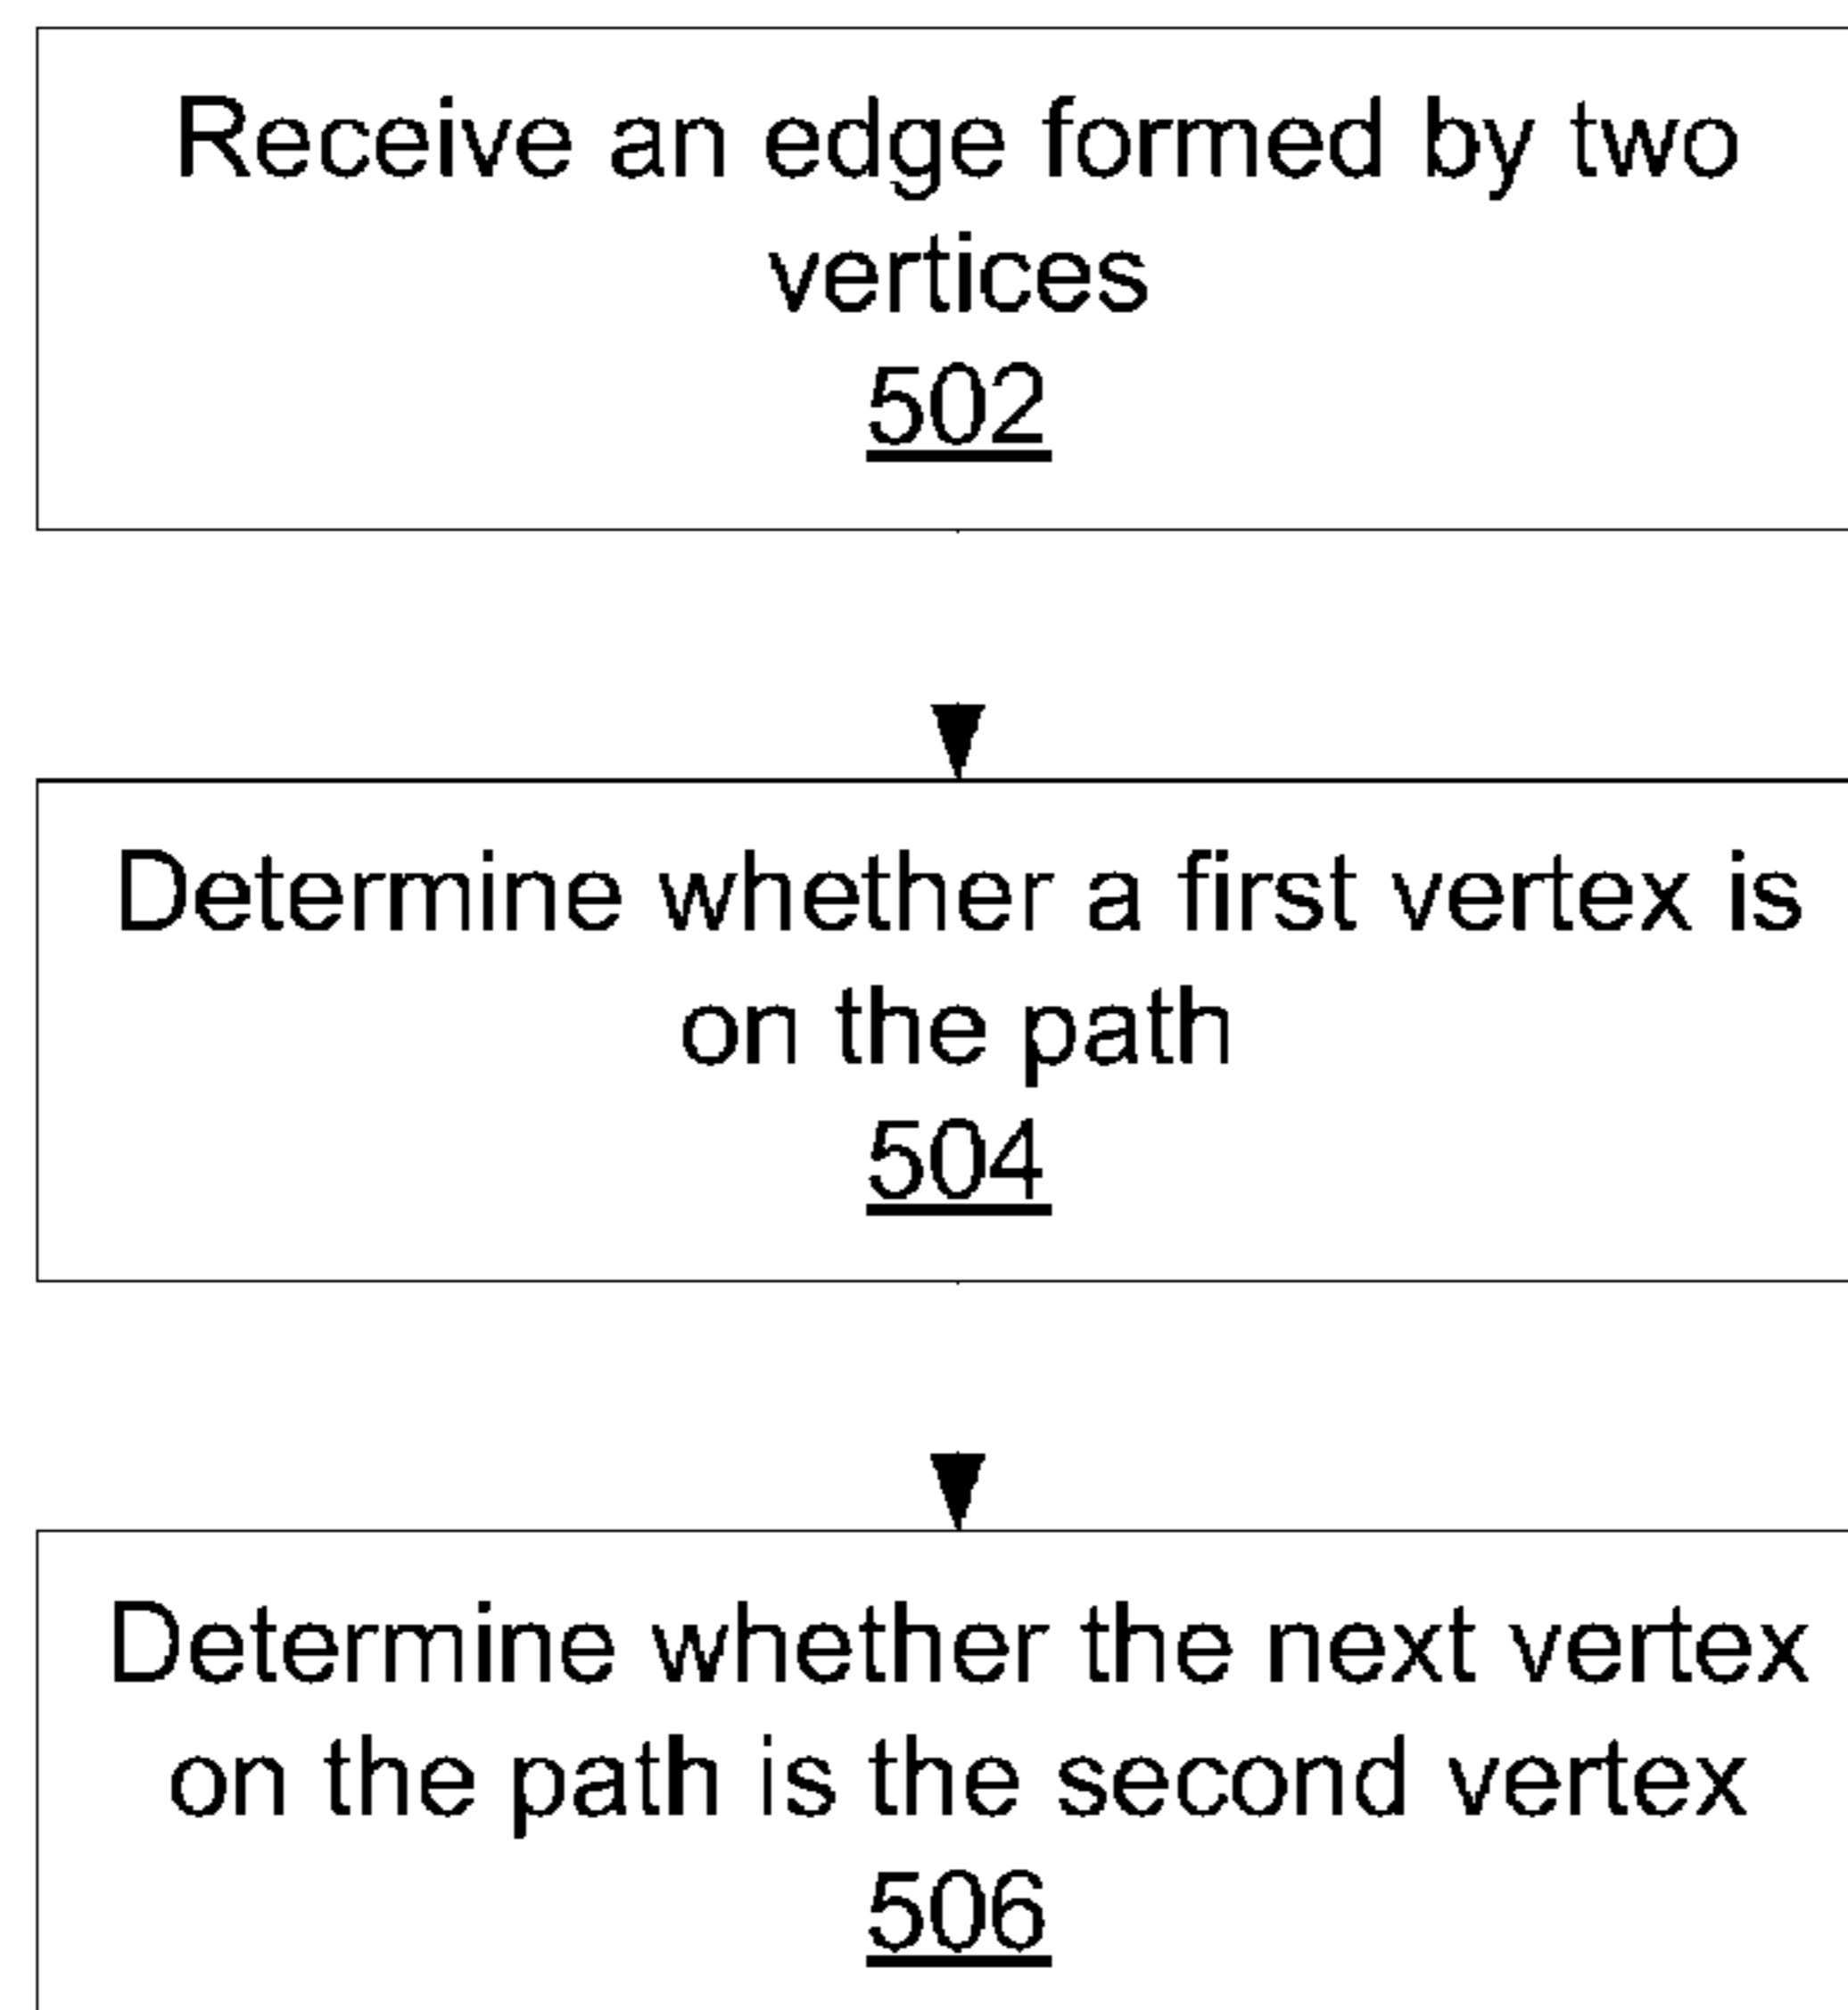 Receive an edge formed by two
vertices
502
Determine whether a first vertex is
on the path
504
Determine whether the next vertex
on the path is the second vertex
506